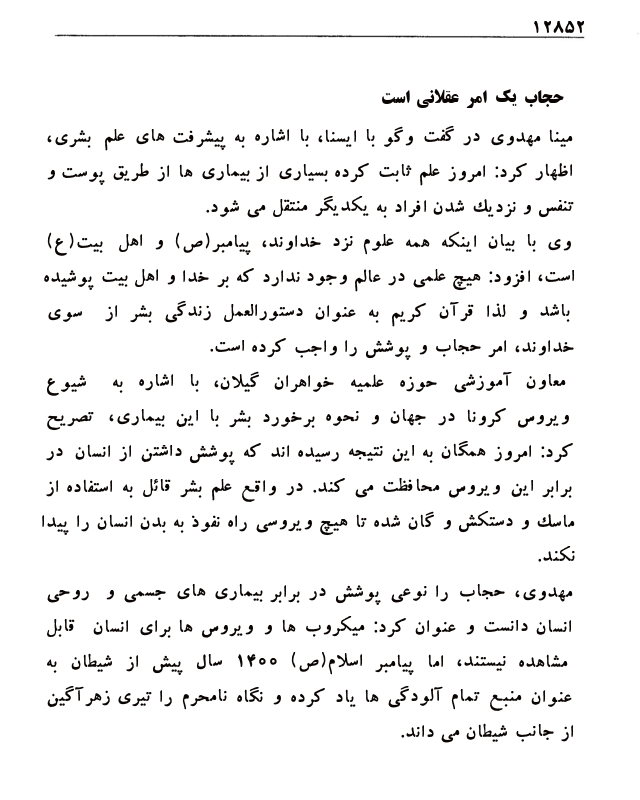 ۱۲۸۵۲
حجاب یک امر عقلانی است
مینا مهدوی در گفت وگو با ایسنا، با اشاره به پیشرفت های علم بشری،
اظهار کرد: امروز علم ثابت کرده بسیاری از بیماری ها از طریق پوست و
تنفس و نزدیك شدن افراد به یکدیگر منتقل می شود.
وی با بیان اینکه همه علوم نزد خداوند، پیامبر(ص) و اهل بیت(ع)
است، افزود: هیچ علمی در عالم وجود ندارد که بر خدا و اهل بیت پوشیده
باشد و لذا قرآن کریم به عنوان دستورالعمل زندگی بشر از سوی
خداوند، امر حجاب و پوشش را واجب کرده است.
معاون آموزشی حوزه علمیه خواهران گیلان، با اشاره به شیوع
ویروس کرونا در جهان و نحوه برخورد بشر با این بیماری، تصریح
کرد: امروز همگان به این نتیجه رسیده اند که پوشش داشتن از انسان در
برابر این ویروس محافظت می کند. در واقع علم بشر قائل به استفاده از
ماسك و دستکش و گان شده تا هیچ ویروسی راه نفوذ به بدن انسان را پیدا
نکند.
مهدوی، حجاب را نوعی پوشش در برابر بیماری های جسمی و روحی
انسان دانست و عنوان کرد: میکروب ها و ویروس ها برای انسان قابل
مشاهده نیستند، اما پیامبر اسلام(ص) ۱۴۰۰ سال پیش از شیطان به
عنوان منبع تمام آلودگی ها یاد کرده و نگاه نامحرم را تیری زهرآگین
از جانب شیطان می داند.